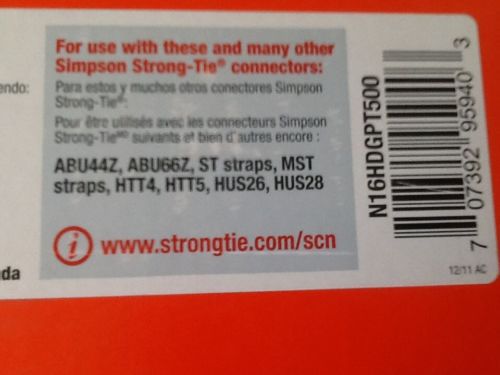 For use with these and many other
Simpson Strong-Tie® connectors:
Para estos y muchos otros conectores Simpson
Strong-Tie®:
Pour être utilisés avec les connecteurs Simpson
Strong-Tie^MD suivants et bien d'autres encore :
ABU44Z, ABU66Z, ST straps, MST
straps, HTT4, HTT5, HUS26, HUS28
i www.strongtie.com/scn
endo:
da
N16HDGPT500
7 07392 95940 3
12/11 AC